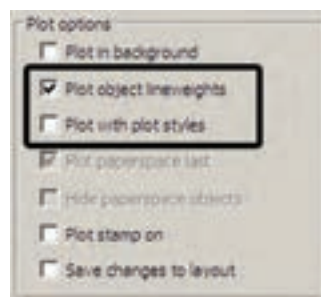 Plot options
Plot in background
Plot object lineweights
Plot with plot styles
Plot paperspace last
Hide paperspace objects
Plot stamp on
Save changes to layout